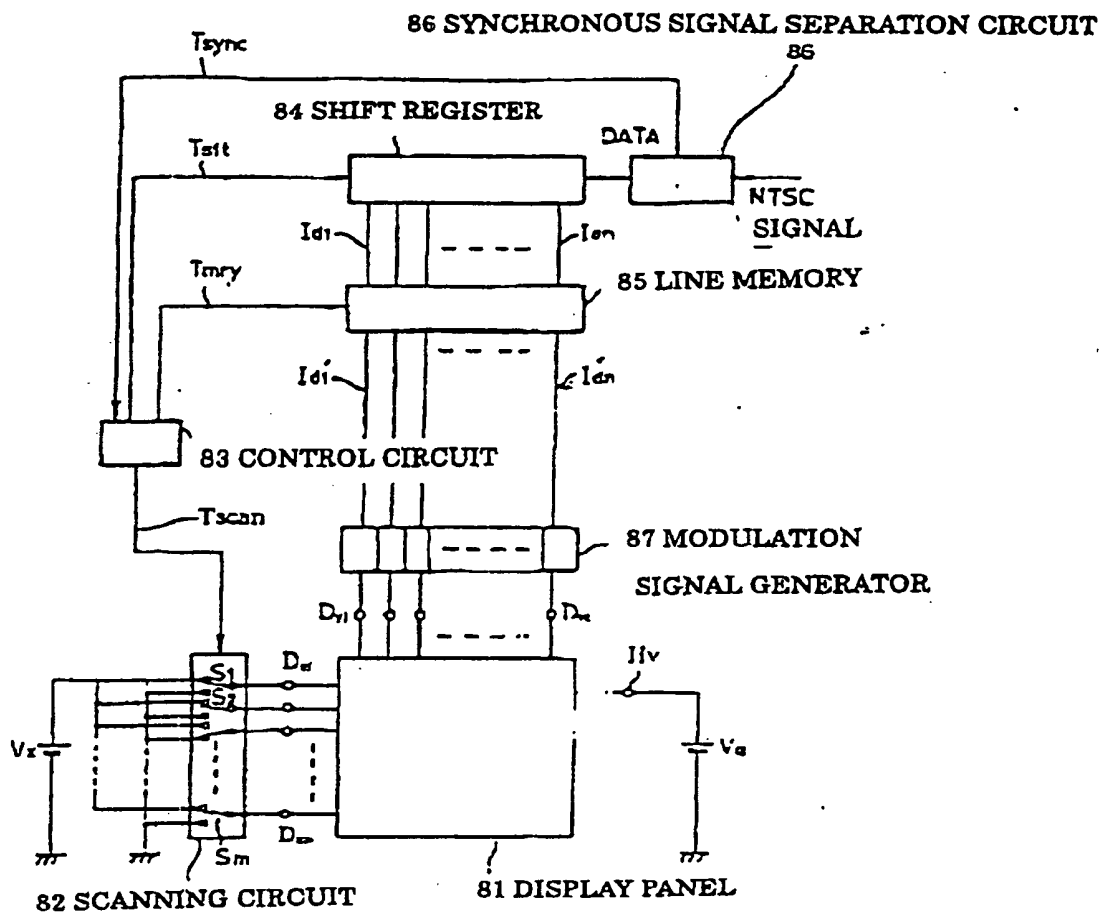 86 SYNCHRONOUS SIGNAL SEPARATION CIRCUIT
86
Tsync
84 SHIFT REGISTER
DATA
Tsft
NTSC
SIGNAL
Id1
Tmry
85 LINE MEMORY
Id1'
Idn'
83 CONTROL CIRCUIT
Tscan
87 MODULATION
SIGNAL GENERATOR
Dy1
S1
S2
Vx
Va
Sm
82 SCANNING CIRCUIT
81 DISPLAY PANEL